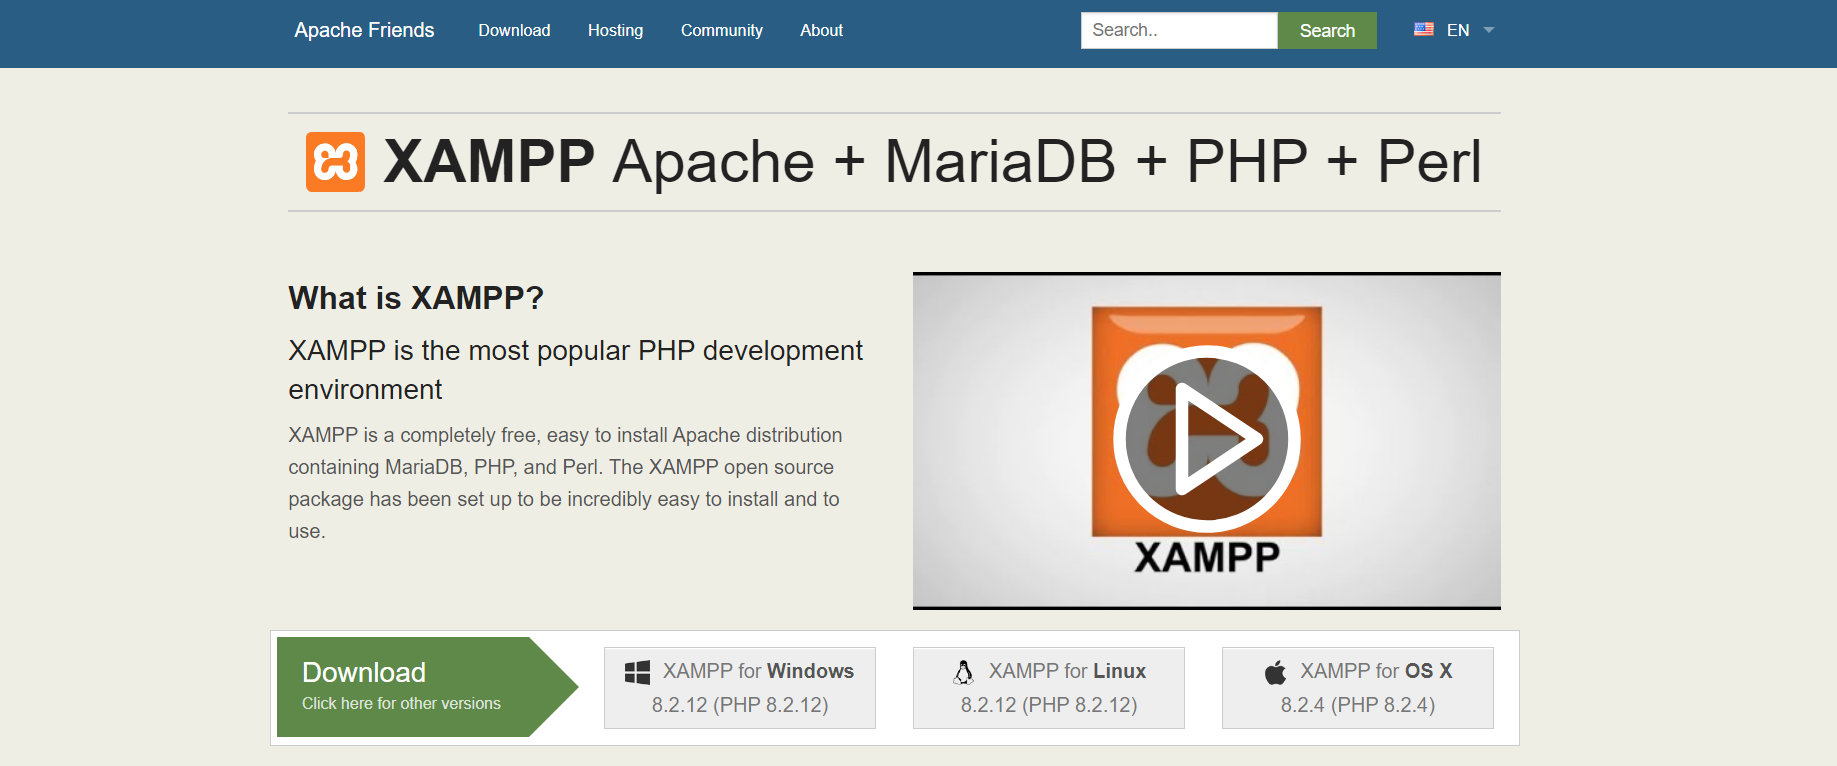 Apache Friends Download Hosting Community About Search.. Search EN
XAMPP Apache + MariaDB + PHP + Perl
What is XAMPP?
XAMPP is the most popular PHP development
environment
XAMPP is a completely free, easy to install Apache distribution
containing MariaDB, PHP, and Perl. The XAMPP open source
package has been set up to be incredibly easy to install and to
use.
XAMPP
Download
Click here for other versions
XAMPP for Windows
8.2.12 (PHP 8.2.12)
XAMPP for Linux
8.2.12 (PHP 8.2.12)
XAMPP for OS X
8.2.4 (PHP 8.2.4)